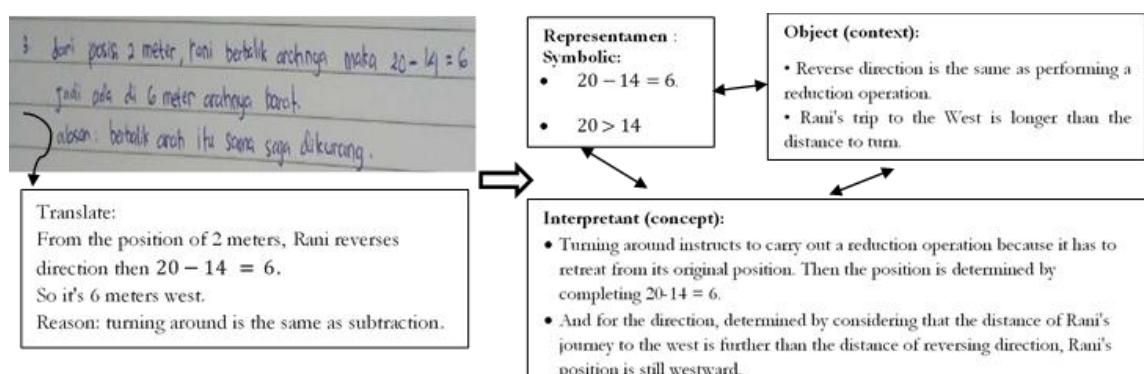 3 dari posisi 2 meter, rani berbalik arahnya maka 20 - 14 = 6
jadi ada di 6 meter arahnya barat.
alasan: berbalik arah itu sama saja dikurang.
Translate:
From the position of 2 meters, Rani reverses
direction then 20 − 14 = 6.
So it's 6 meters west.
Reason: turning around is the same as subtraction.
Representamen :
Symbolic:
• 20 − 14 = 6.
• 20 > 14
Object (context):
• Reverse direction is the same as performing a
reduction operation.
• Rani's trip to the West is longer than the
distance to turn.
Interpretant (concept):
• Turning around instructs to carry out a reduction operation because it has to
retreat from its original position. Then the position is determined by
completing 20-14 = 6.
• And for the direction, determined by considering that the distance of Rani's
journey to the west is further than the distance of reversing direction, Rani's
position is still westward.